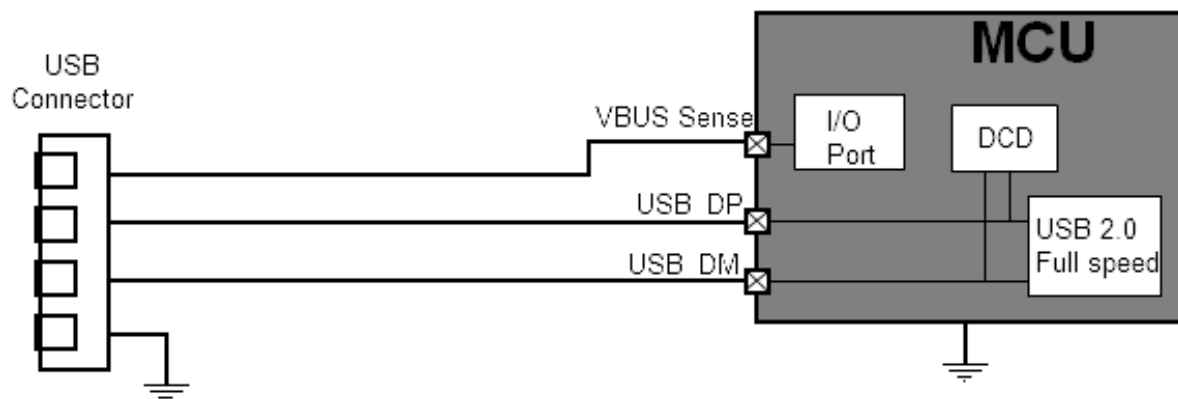 MCU
USB
Connector
VBUS Sense
I/O
Port
DCD
USB DP
USB 2.0
Full speed
USB DM